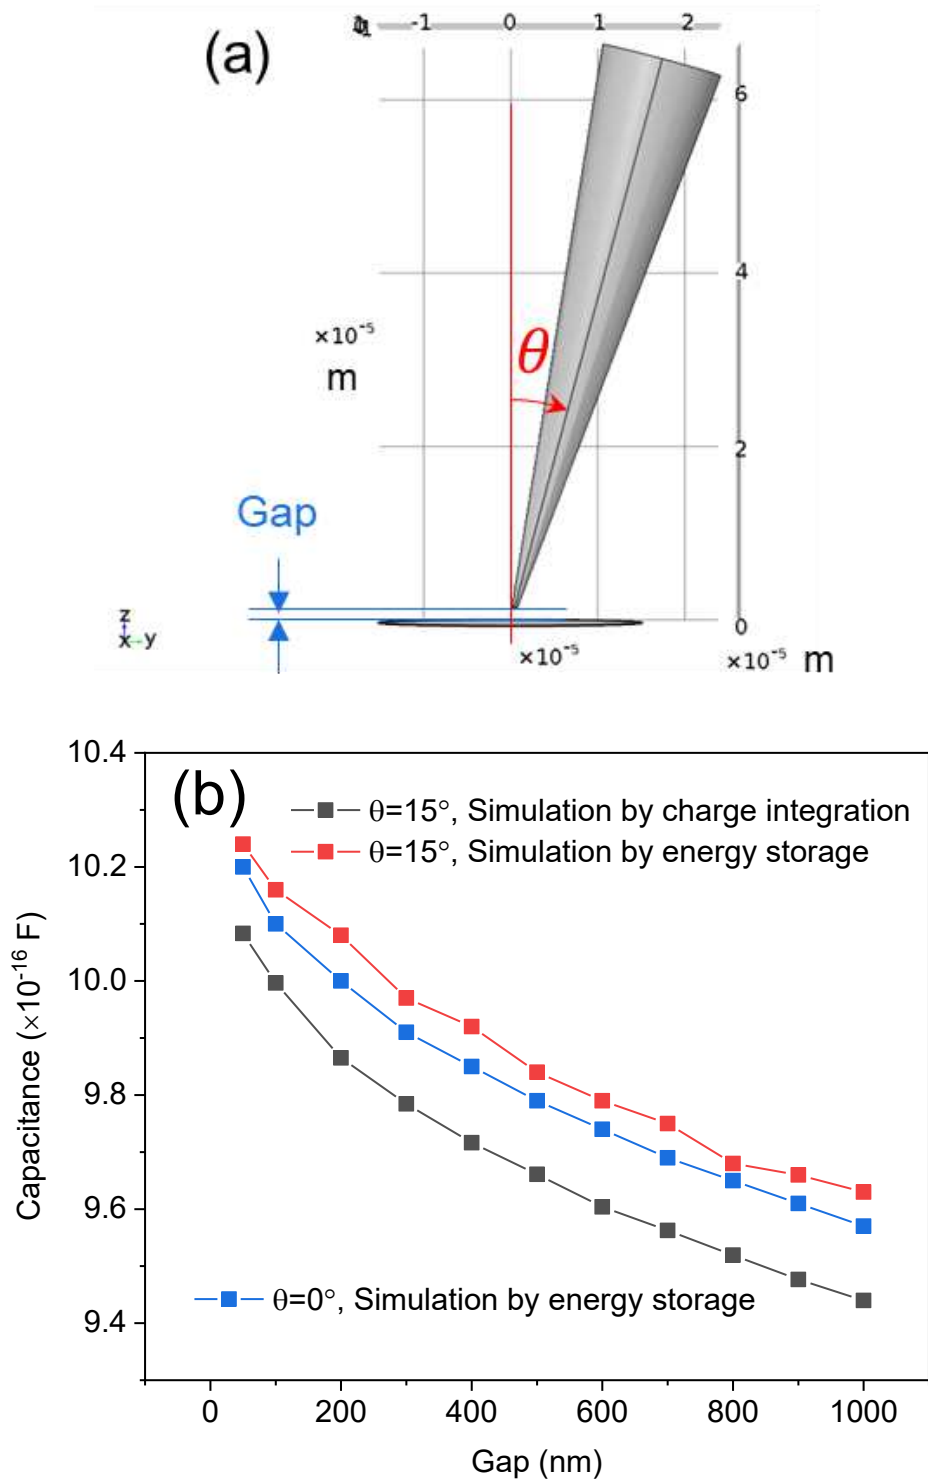 (a)
-1 0 1 2
6
4
×10⁻⁵
m
θ
2
Gap
0
z
x y
×10⁻⁵
×10⁻⁵ m
10.4
(b)
θ=15°, Simulation by charge integration
θ=15°, Simulation by energy storage
10.2
10.0
9.8
9.6
9.4
Capacitance (×10⁻¹⁶ F)
θ=0°, Simulation by energy storage
0 200 400 600 800 1000
Gap (nm)